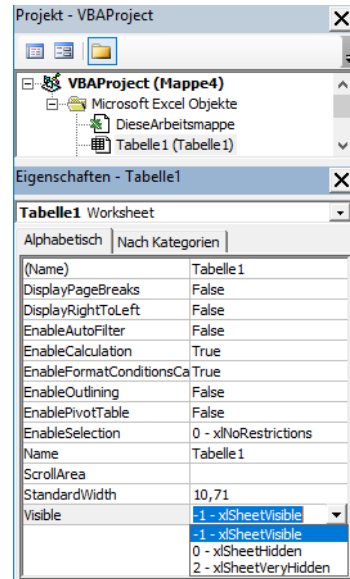 Projekt - VBAProject
VBAProject (Mappe4)
Microsoft Excel Objekte
DieseArbeitsmappe
Tabelle1 (Tabelle1)
Eigenschaften - Tabelle1
Tabelle1 Worksheet
Alphabetisch Nach Kategorien
(Name) Tabelle1
DisplayPageBreaks False
DisplayRightToLeft False
EnableAutoFilter False
EnableCalculation True
EnableFormatConditionsCa True
EnableOutlining False
EnablePivotTable False
EnableSelection 0 - xlNoRestrictions
Name Tabelle1
ScrollArea
StandardWidth 10,71
Visible -1 - xlSheetVisible
-1 - xlSheetVisible
0 - xlSheetHidden
2 - xlSheetVeryHidden